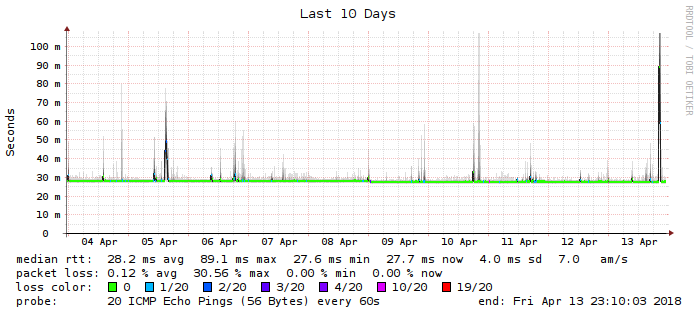 Last 10 Days
RRDTOOL / TOBI OETIKER
Seconds
100 m
90 m
80 m
70 m
60 m
50 m
40 m
30 m
20 m
10 m
0
04 Apr 05 Apr 06 Apr 07 Apr 08 Apr 09 Apr 10 Apr 11 Apr 12 Apr 13 Apr
median rtt: 28.2 ms avg 89.1 ms max 27.6 ms min 27.7 ms now 4.0 ms sd 7.0 am/s
packet loss: 0.12 % avg 30.56 % max 0.00 % min 0.00 % now
loss color: 0 1/20 2/20 3/20 4/20 10/20 19/20
probe: 20 ICMP Echo Pings (56 Bytes) every 60s end: Fri Apr 13 23:10:03 2018